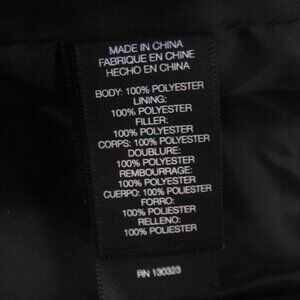 MADE IN CHINA
FABRIQUE EN CHINE
HECHO EN CHINA
BODY: 100% POLYESTER
LINING:
100% POLYESTER
FILLER:
100% POLYESTER
CORPS: 100% POLYESTER
DOUBLURE:
100% POLYESTER
REMBOURRAGE:
100% POLYESTER
CUERPO: 100% POLIESTER
FORRO:
100% POLIESTER
RELLENO:
100% POLIESTER
RN 130323